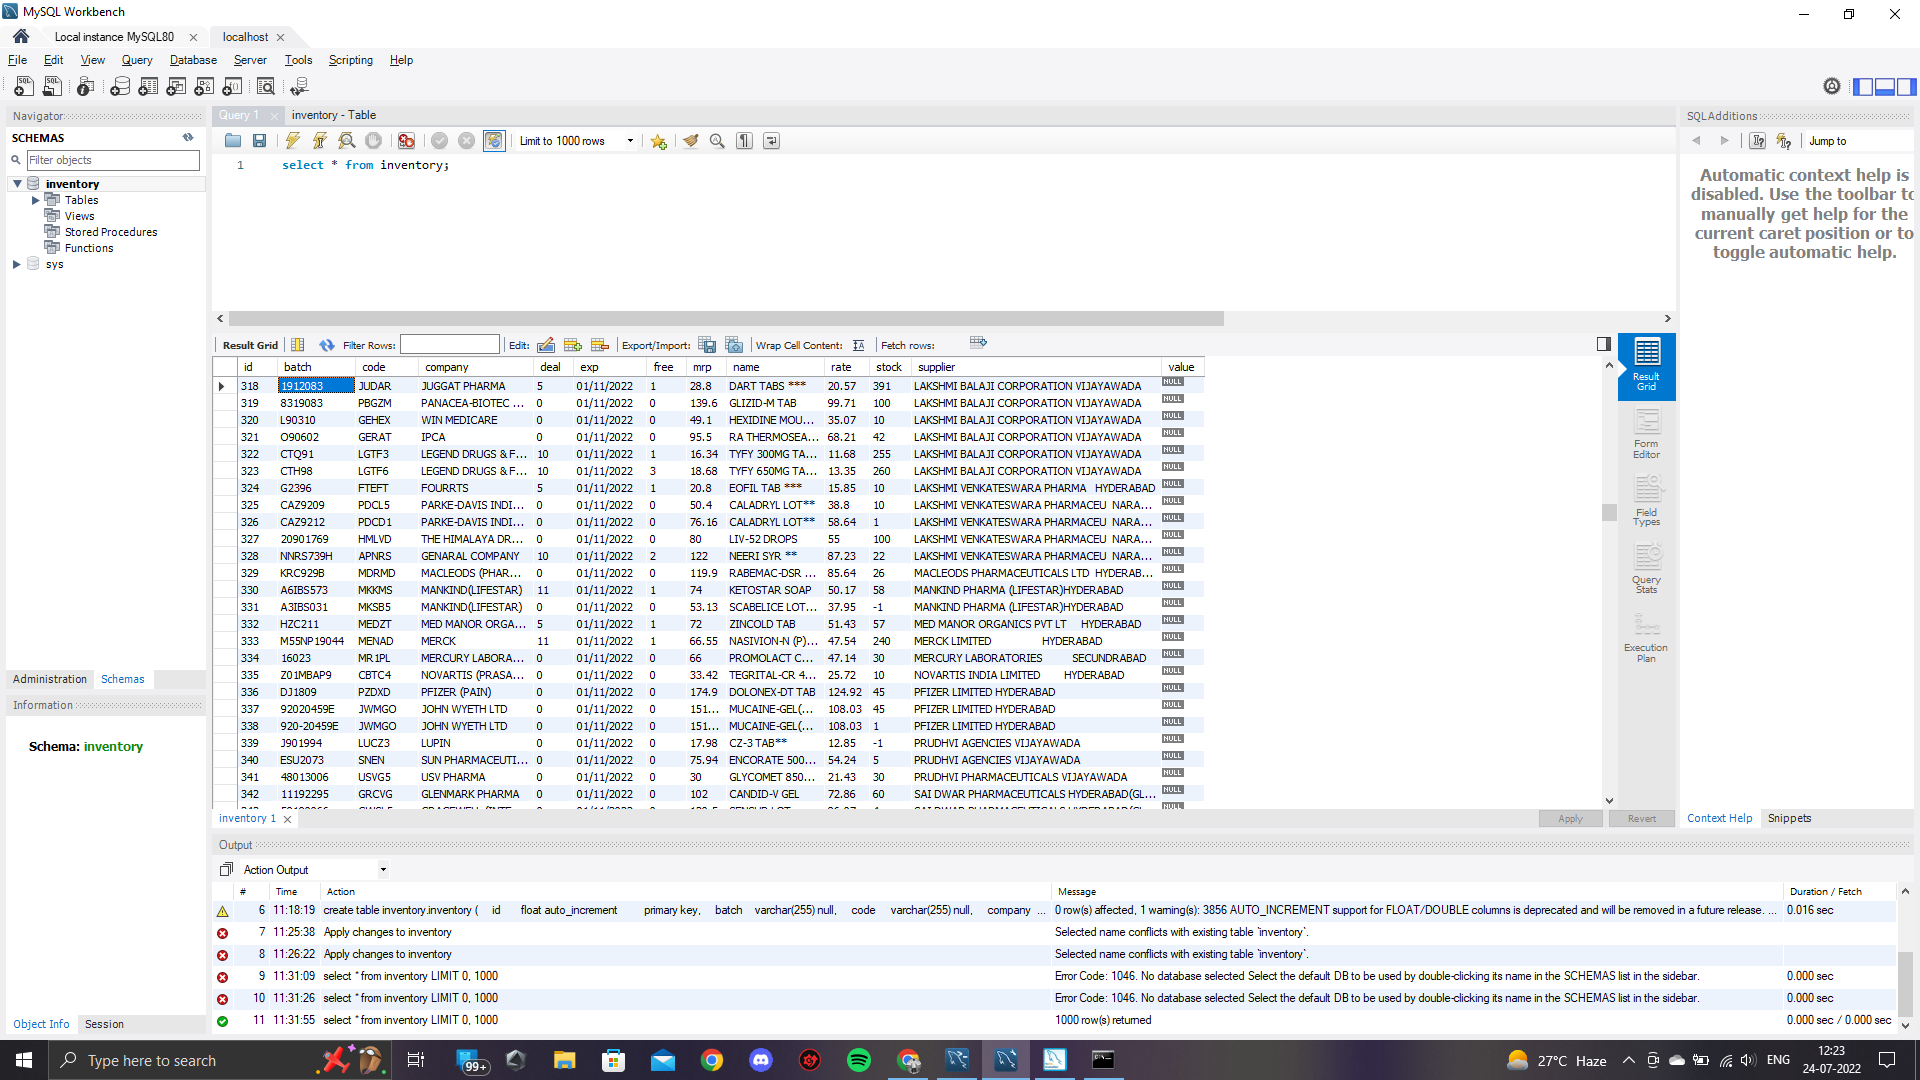 MySQL Workbench
Local instance MySQL80
localhost
File Edit View Query Database Server Tools Scripting Help
Navigator
SCHEMAS
Filter objects
inventory
Tables
Views
Stored Procedures
Functions
sys
Administration Schemas
Information
Schema: inventory
Object Info Session
Query 1 inventory - Table
Limit to 1000 rows
1 select * from inventory;
Result Grid Filter Rows: Edit: Export/Import: Wrap Cell Content: Fetch rows:
id batch code company deal exp free mrp name rate stock supplier value
318 1912083 JUDAR JUGGAT PHARMA 5 01/11/2022 1 28.8 DART TABS *** 20.57 391 LAKSHMI BALAJI CORPORATION VIJAYAWADA NULL
319 8319083 PBGZM PANACEA-BIOTEC ... 0 01/11/2022 0 139.6 GLIZID-M TAB 99.71 100 LAKSHMI BALAJI CORPORATION VIJAYAWADA NULL
320 L90310 GEHEX WIN MEDICARE 0 01/11/2022 0 49.1 HEXIDINE MOU... 35.07 10 LAKSHMI BALAJI CORPORATION VIJAYAWADA NULL
321 O90602 GERAT IPCA 0 01/11/2022 0 95.5 RA THERMOSEA... 68.21 42 LAKSHMI BALAJI CORPORATION VIJAYAWADA NULL
322 CTQ91 LGTF3 LEGEND DRUGS & F... 10 01/11/2022 1 16.34 TYFY 300MG TA... 11.68 255 LAKSHMI BALAJI CORPORATION VIJAYAWADA NULL
323 CTH98 LGTF6 LEGEND DRUGS & F... 10 01/11/2022 3 18.68 TYFY 650MG TA... 13.35 260 LAKSHMI BALAJI CORPORATION VIJAYAWADA NULL
324 G2396 FTEFT FOURRTS 5 01/11/2022 1 20.8 EOFIL TAB *** 15.85 10 LAKSHMI VENKATESWARA PHARMA HYDERABAD NULL
325 CAZ9209 PDCL5 PARKE-DAVIS INDI... 0 01/11/2022 0 50.4 CALADRYL LOT** 38.8 10 LAKSHMI VENKATESWARA PHARMACEU NARA... NULL
326 CAZ9212 PDCD1 PARKE-DAVIS INDI... 0 01/11/2022 0 76.16 CALADRYL LOT** 58.64 1 LAKSHMI VENKATESWARA PHARMACEU NARA... NULL
327 20901769 HMLVD THE HIMALAYA DR... 0 01/11/2022 0 80 LIV-52 DROPS 55 100 LAKSHMI VENKATESWARA PHARMACEU NARA... NULL
328 NNRS739H APNRS GENARAL COMPANY 10 01/11/2022 2 122 NEERI SYR ** 87.23 22 LAKSHMI VENKATESWARA PHARMACEU NARA... NULL
329 KRC929B MDRMD MACLEODS (PHAR... 0 01/11/2022 0 119.9 RABEMAC-DSR ... 85.64 26 MACLEODS PHARMACEUTICALS LTD HYDERAB... NULL
330 A6IBS573 MKKMS MANKIND(LIFESTAR) 11 01/11/2022 1 74 KETOSTAR SOAP 50.17 58 MANKIND PHARMA (LIFESTAR)HYDERABAD NULL
331 A3IBS031 MKSB5 MANKIND(LIFESTAR) 0 01/11/2022 0 53.13 SCABELICE LOT... 37.95 -1 MANKIND PHARMA (LIFESTAR)HYDERABAD NULL
332 HZC211 MEDZT MED MANOR ORGA... 5 01/11/2022 1 72 ZINCOLD TAB 51.43 57 MED MANOR ORGANICS PVT LT HYDERABAD NULL
333 M55NP19044 MENAD MERCK 11 01/11/2022 1 66.55 NASIVION-N (P)... 47.54 240 MERCK LIMITED HYDERABAD NULL
334 16023 MR1PL MERCURY LABORA... 0 01/11/2022 0 66 PROMOLACT C... 47.14 30 MERCURY LABORATORIES SECUNDRABAD NULL
335 Z01MBAP9 CBTC4 NOVARTIS (PRASA... 0 01/11/2022 0 33.42 TEGRITAL-CR 4... 25.72 10 NOVARTIS INDIA LIMITED HYDERABAD NULL
336 DJ1809 PZDXD PFIZER (PAIN) 0 01/11/2022 0 174.9 DOLONEX-DT TAB 124.92 45 PFIZER LIMITED HYDERABAD NULL
337 92020459E JWMGO JOHN WYETH LTD 0 01/11/2022 0 151... MUCAINE-GEL(... 108.03 45 PFIZER LIMITED HYDERABAD NULL
338 920-20459E JWMGO JOHN WYETH LTD 0 01/11/2022 0 151... MUCAINE-GEL(... 108.03 1 PFIZER LIMITED HYDERABAD NULL
339 J901994 LUCZ3 LUPIN 0 01/11/2022 0 17.98 CZ-3 TAB** 12.85 -1 PRUDHVI AGENCIES VIJAYAWADA NULL
340 ESU2073 SNEN SUN PHARMACEUTI... 0 01/11/2022 0 75.94 ENCORATE 500... 54.24 5 PRUDHVI AGENCIES VIJAYAWADA NULL
341 48013006 USVG5 USV PHARMA 0 01/11/2022 0 30 GLYCOMET 850... 21.43 30 PRUDHVI PHARMACEUTICALS VIJAYAWADA NULL
342 11192295 GRCVG GLENMARK PHARMA 0 01/11/2022 0 102 CANDID-V GEL 72.86 60 SAI DWAR PHARMACEUTICALS HYDERABAD(GL... NULL
Result Grid
Form Editor
Field Types
Query Stats
Execution Plan
inventory 1
Apply Revert
SQLAdditions
Jump to
Automatic context help is
disabled. Use the toolbar to
manually get help for the
current caret position or to
toggle automatic help.
Context Help Snippets
Output
Action Output
# Time Action Message Duration / Fetch
6 11:18:19 create table inventory.inventory ( id float auto_increment primary key, batch varchar(255) null, code varchar(255) null, company ... 0 row(s) affected, 1 warning(s): 3856 AUTO_INCREMENT support for FLOAT/DOUBLE columns is deprecated and will be removed in a future release. ... 0.016 sec
7 11:25:38 Apply changes to inventory Selected name conflicts with existing table `inventory`.
8 11:26:22 Apply changes to inventory Selected name conflicts with existing table `inventory`.
9 11:31:09 select * from inventory LIMIT 0, 1000 Error Code: 1046. No database selected Select the default DB to be used by double-clicking its name in the SCHEMAS list in the sidebar. 0.000 sec
10 11:31:26 select * from inventory LIMIT 0, 1000 Error Code: 1046. No database selected Select the default DB to be used by double-clicking its name in the SCHEMAS list in the sidebar. 0.000 sec
11 11:31:55 select * from inventory LIMIT 0, 1000 1000 row(s) returned 0.000 sec / 0.000 sec
Type here to search
99+
27°C Haze
ENG
12:23
24-07-2022